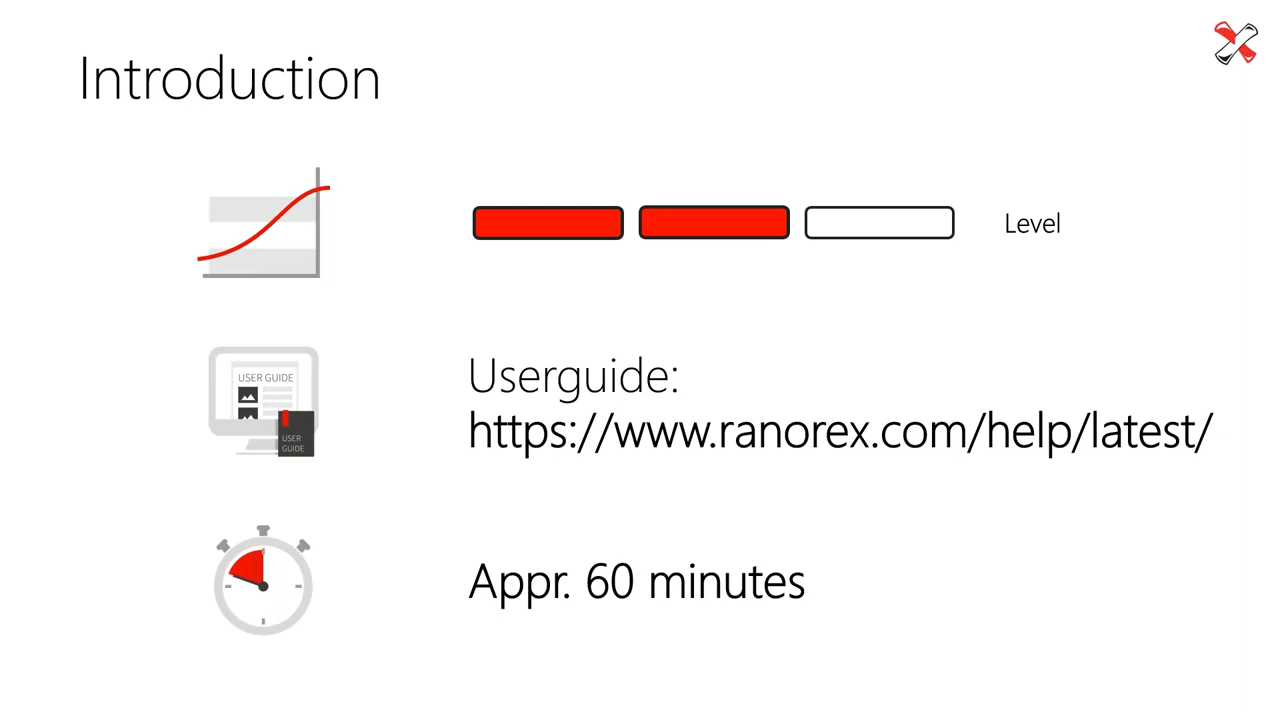 Introduction
Level
USER GUIDE
USER
GUIDE
Userguide:
https://www.ranorex.com/help/latest/
Appr. 60 minutes